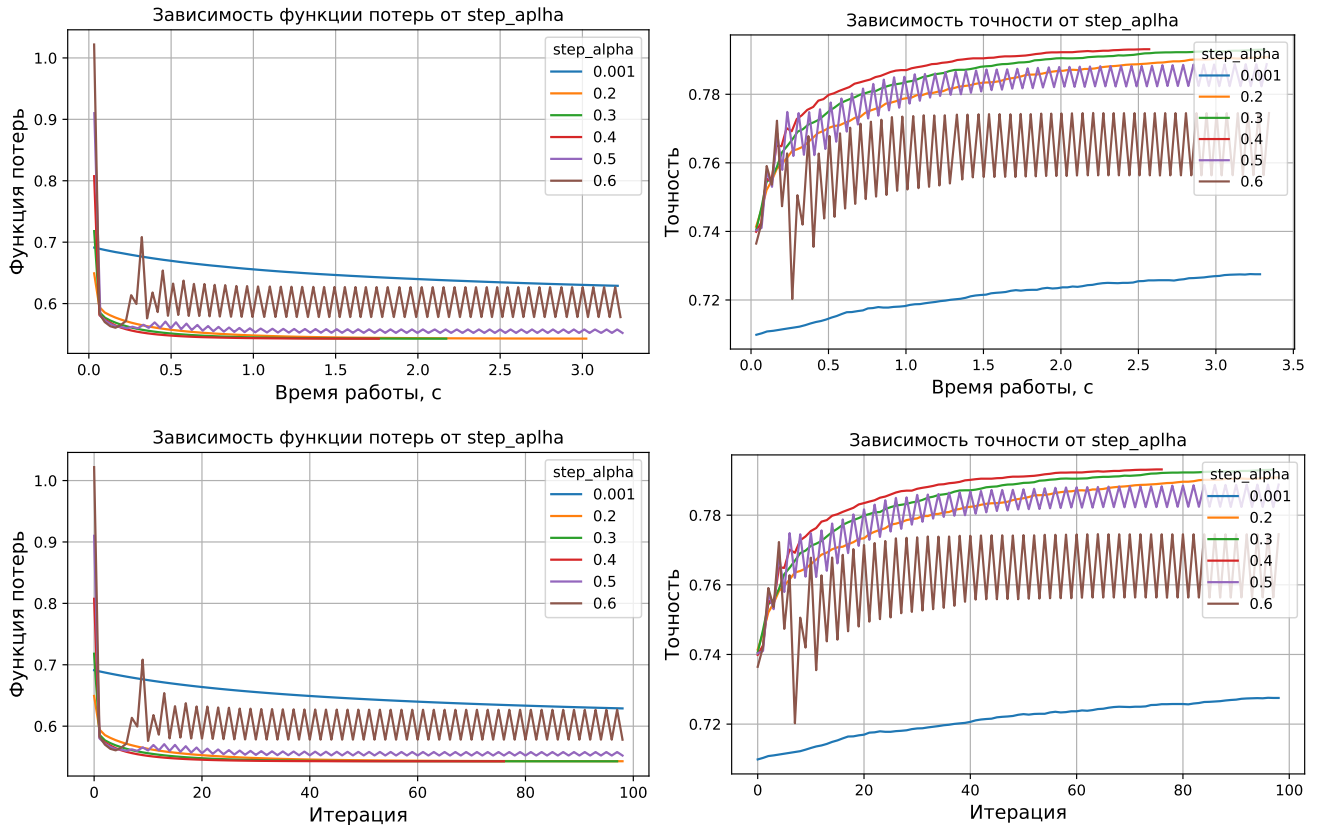 Зависимость функции потерь от step_aplha
Функция потерь
1.0
0.9
0.8
0.7
0.6
0.0 0.5 1.0 1.5 2.0 2.5 3.0
Время работы, с
step_alpha
0.001
0.2
0.3
0.4
0.5
0.6
Зависимость точности от step_aplha
Точность
0.78
0.76
0.74
0.72
0.0 0.5 1.0 1.5 2.0 2.5 3.0 3.5
Время работы, с
step_alpha
0.001
0.2
0.3
0.4
0.5
0.6
Зависимость функции потерь от step_aplha
Функция потерь
1.0
0.9
0.8
0.7
0.6
0 20 40 60 80 100
Итерация
step_alpha
0.001
0.2
0.3
0.4
0.5
0.6
Зависимость точности от step_aplha
Точность
0.78
0.76
0.74
0.72
0 20 40 60 80 100
Итерация
step_alpha
0.001
0.2
0.3
0.4
0.5
0.6